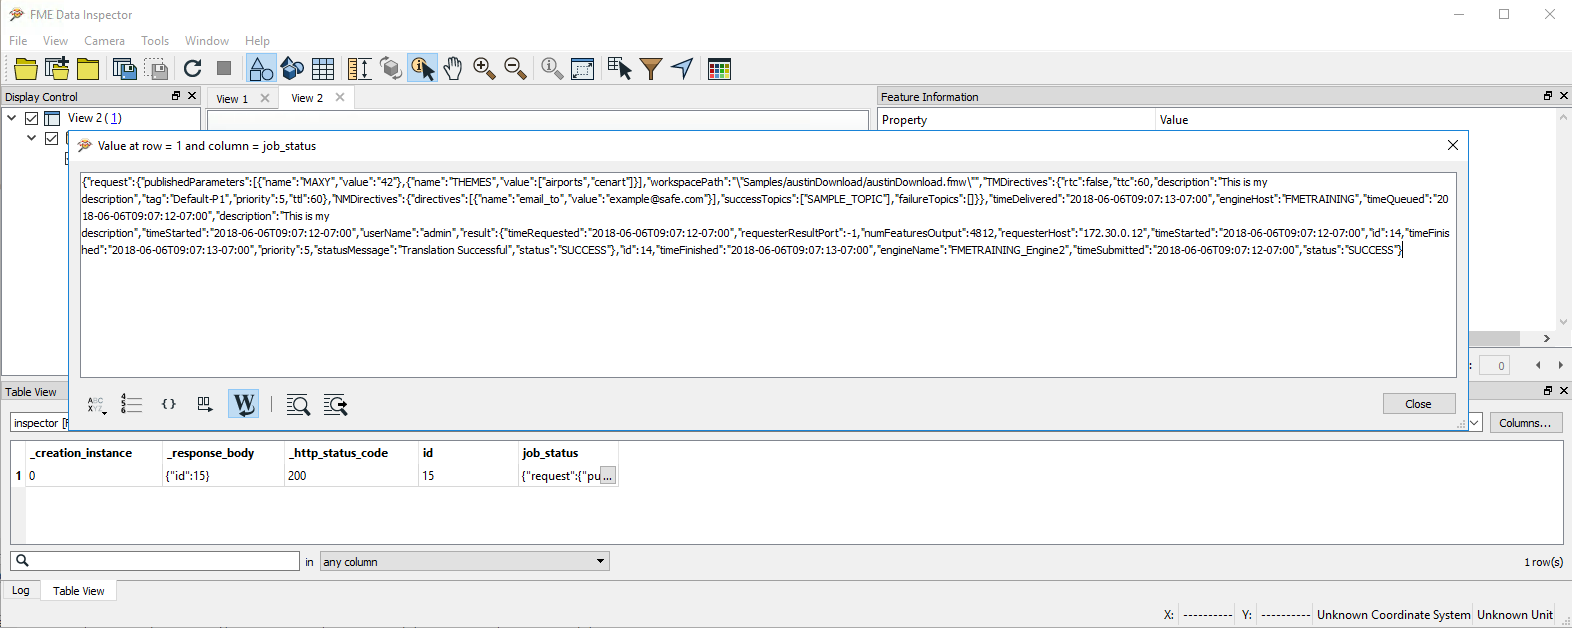 FME Data Inspector
File View Camera Tools Window Help
Display Control
View 1
View 2
Feature Information
View 2 ( 1)
Property
Value
Value at row = 1 and column = job_status
{"request":{"publishedParameters":[{"name":"MAXY","value":"42"},{"name":"THEMES","value":["airports","cenart"]}],"workspacePath":"\"Samples/austinDownload/austinDownload.fmw\"","TMDirectives":{"rtc":false,"ttc":60,"description":"This is my
description","tag":"Default-P1","priority":5,"ttl":60},"NMDirectives":{"directives":[{"name":"email_to","value":"example@safe.com"}],"successTopics":["SAMPLE_TOPIC"],"failureTopics":[]}},"timeDelivered":"2018-06-06T09:07:13-07:00","engineHost":"FMETRAINING","timeQueued":"20
18-06-06T09:07:12-07:00","description":"This is my
description","timeStarted":"2018-06-06T09:07:12-07:00","userName":"admin","result":{"timeRequested":"2018-06-06T09:07:12-07:00","requesterResultPort":-1,"numFeaturesOutput":4812,"requesterHost":"172.30.0.12","timeStarted":"2018-06-06T09:07:12-07:00","id":14,"timeFinis
hed":"2018-06-06T09:07:13-07:00","priority":5,"statusMessage":"Translation Successful","status":"SUCCESS"},"id":14,"timeFinished":"2018-06-06T09:07:13-07:00","engineName":"FMETRAINING_Engine2","timeSubmitted":"2018-06-06T09:07:12-07:00","status":"SUCCESS"}
: 0
Table View
Close
inspector [F
Columns...
_creation_instance _response_body _http_status_code id job_status
1 0 {"id":15} 200 15 {"request":{"pu ...
in any column
1 row(s)
Log Table View
X: ---------- Y: ---------- Unknown Coordinate System Unknown Unit